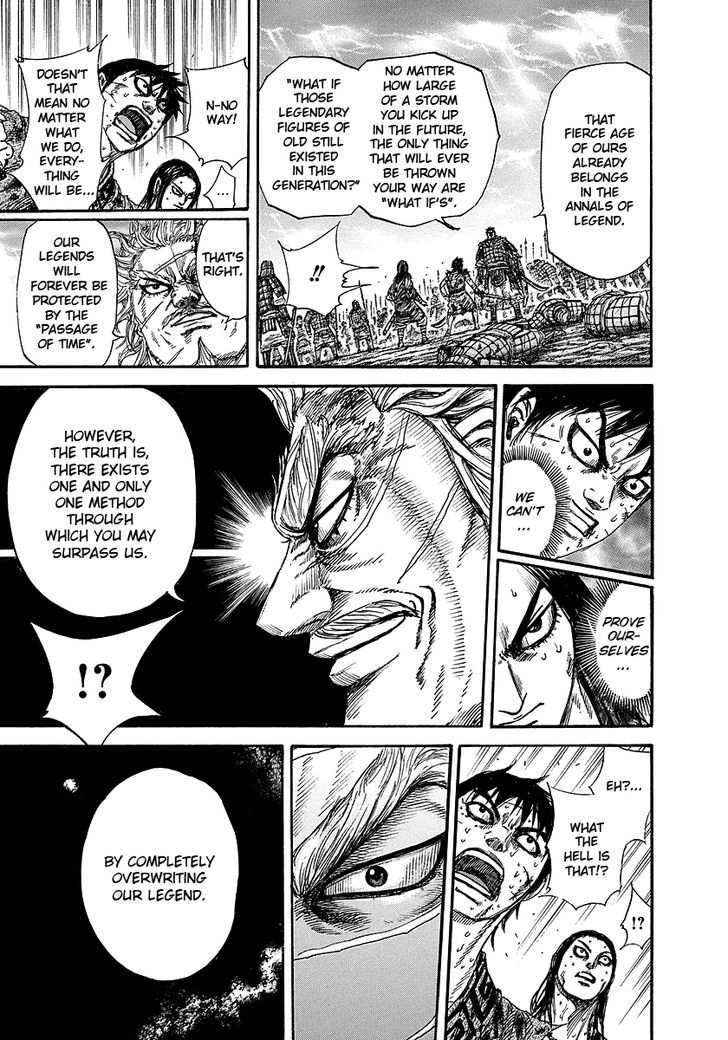 THAT
FIERCE AGE
OF OURS
ALREADY
BELONGS
IN THE
ANNALS OF
LEGEND.
NO MATTER
HOW LARGE
OF A STORM
YOU KICK UP
IN THE FUTURE,
THE ONLY THING
THAT WILL EVER
BE THROWN
YOUR WAY ARE
"WHAT IF'S".
"WHAT IF
THOSE
LEGENDARY
FIGURES OF
OLD STILL
EXISTED
IN THIS
GENERATION?"
!!
N-NO
WAY!
DOESN'T
THAT
MEAN NO
MATTER
WHAT
WE DO,
EVERY-
THING
WILL BE...
...
THAT'S
RIGHT.
OUR
LEGENDS
WILL
FOREVER BE
PROTECTED
BY THE
"PASSAGE
OF TIME".
WE
CAN'T
...
PROVE
OUR-
SELVES
...
HOWEVER,
THE TRUTH IS,
THERE EXISTS
ONE AND ONLY
ONE METHOD
THROUGH
WHICH YOU MAY
SURPASS US.
!?
EH?...
WHAT
THE
HELL IS
THAT!?
!?
BY COMPLETELY
OVERWRITING
OUR LEGEND.